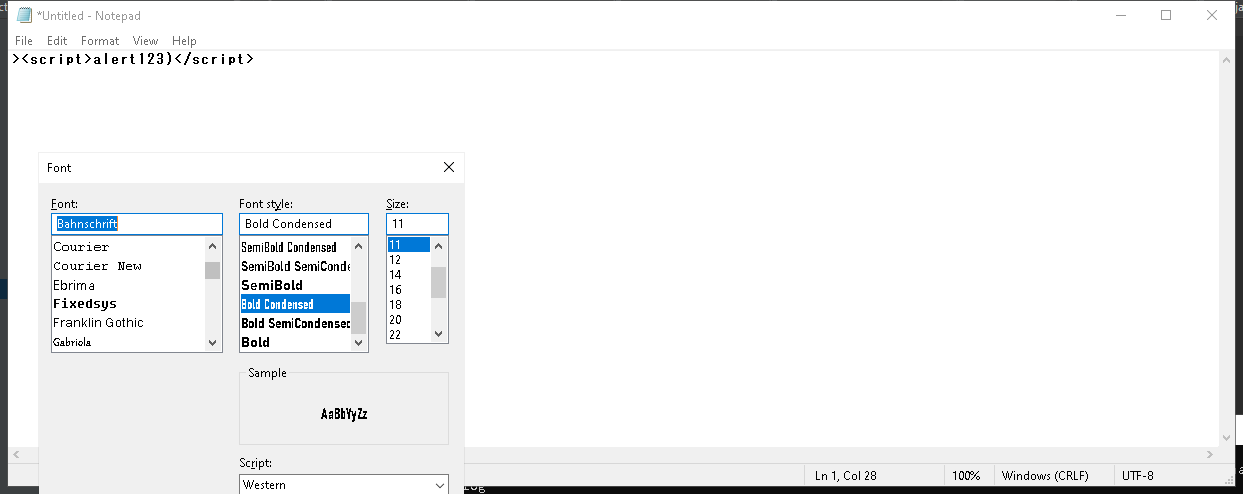 *Untitled - Notepad
File Edit Format View Help
><script>alert123)</script>
Font
Font: Font style: Size:
Bahnschrift Bold Condensed 11
Courier SemiBold Condensed 11
Courier New SemiBold SemiConde 12
Ebrima SemiBold 14
Fixedsys Bold Condensed 16
Franklin Gothic Bold SemiCondensed 18
Gabriola Bold 20
22
Sample
AaBbYyZz
Script:
Western
Ln 1, Col 28 100% Windows (CRLF) UTF-8